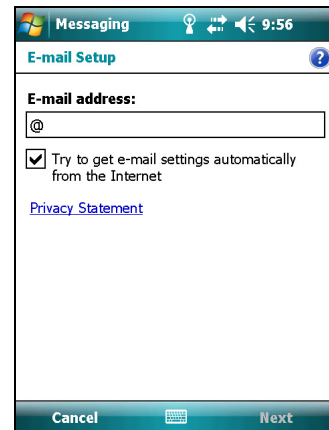 Messaging 9:56
E-mail Setup ?
E-mail address:
@
Try to get e-mail settings automatically
from the Internet
Privacy Statement
Cancel Next